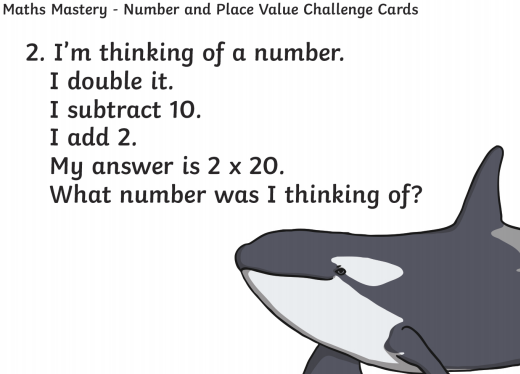 Maths Mastery - Number and Place Value Challenge Cards
2. I'm thinking of a number.
I double it.
I subtract 10.
I add 2.
My answer is 2 x 20.
What number was I thinking of?